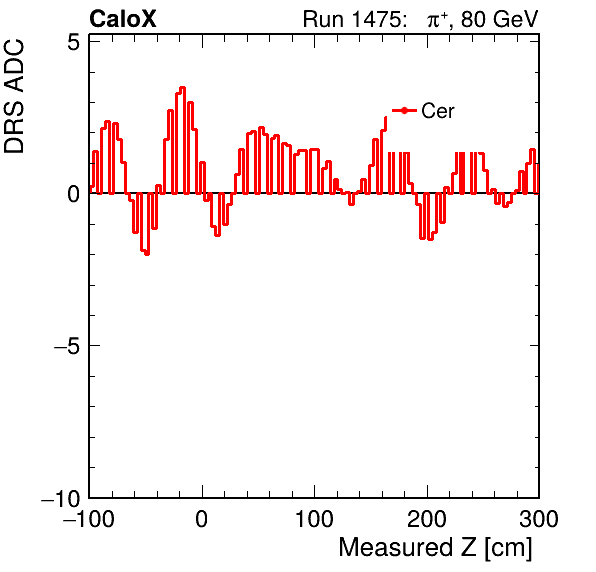 CaloX Run 1475: π⁺, 80 GeV
DRS ADC
Cer
5
0
−5
−10
−100 0 100 200 300
Measured Z [cm]